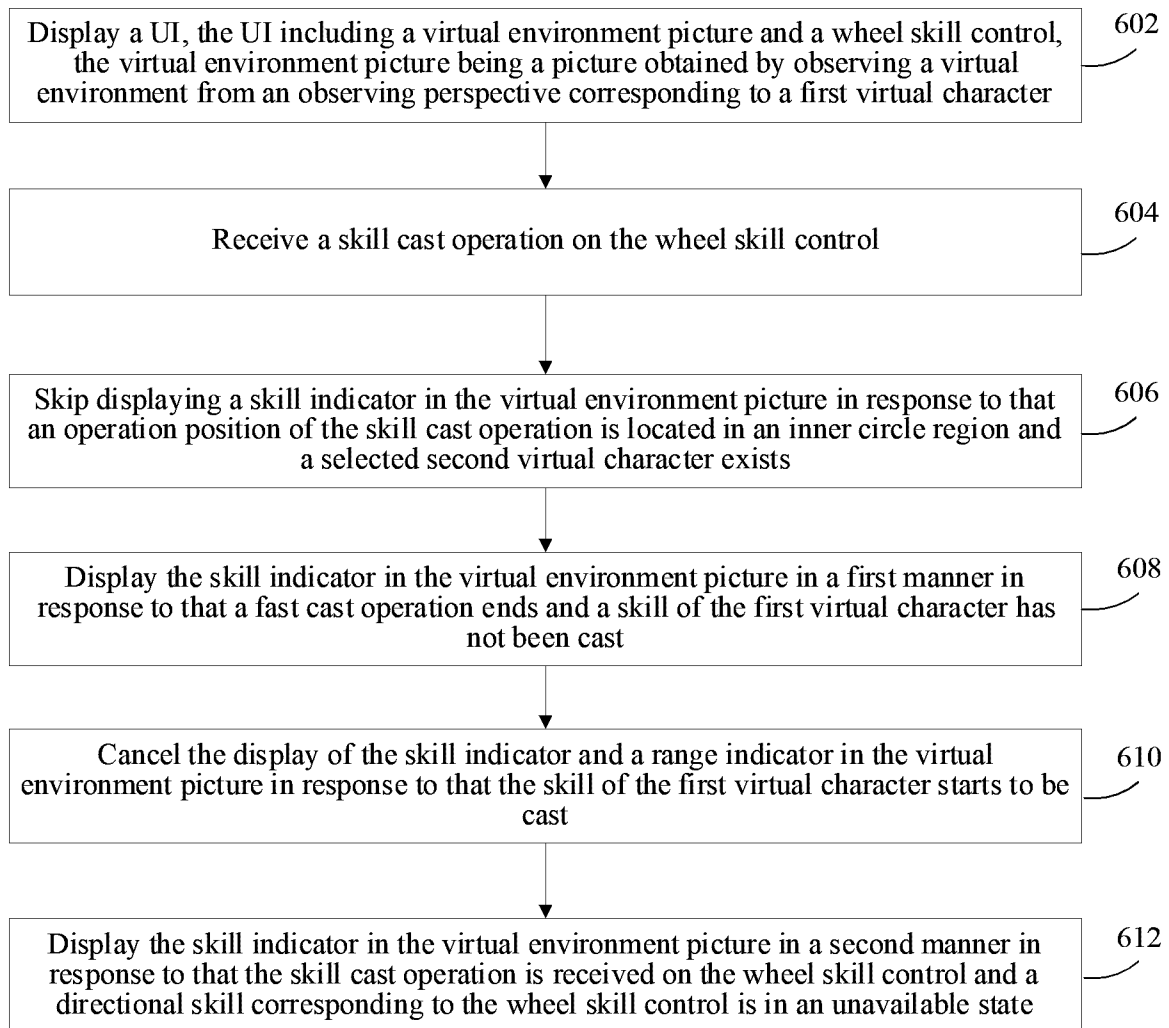 Display a UI, the UI including a virtual environment picture and a wheel skill control,
the virtual environment picture being a picture obtained by observing a virtual
environment from an observing perspective corresponding to a first virtual character
602
Receive a skill cast operation on the wheel skill control
604
Skip displaying a skill indicator in the virtual environment picture in response to that
an operation position of the skill cast operation is located in an inner circle region and
a selected second virtual character exists
606
Display the skill indicator in the virtual environment picture in a first manner in
response to that a fast cast operation ends and a skill of the first virtual character has
not been cast
608
Cancel the display of the skill indicator and a range indicator in the virtual
environment picture in response to that the skill of the first virtual character starts to be
cast
610
Display the skill indicator in the virtual environment picture in a second manner in
response to that the skill cast operation is received on the wheel skill control and a
directional skill corresponding to the wheel skill control is in an unavailable state
612